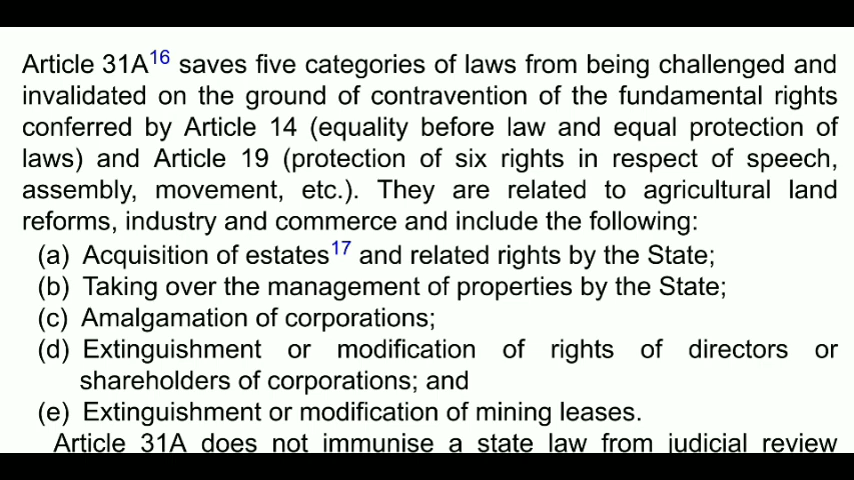 Article 31A16 saves five categories of laws from being challenged and
invalidated on the ground of contravention of the fundamental rights
conferred by Article 14 (equality before law and equal protection of
laws) and Article 19 (protection of six rights in respect of speech,
assembly, movement, etc.). They are related to agricultural land
reforms, industry and commerce and include the following:
(a) Acquisition of estates17 and related rights by the State;
(b) Taking over the management of properties by the State;
(c) Amalgamation of corporations;
(d) Extinguishment or modification of rights of directors or
shareholders of corporations; and
(e) Extinguishment or modification of mining leases.
Article 31A does not immunise a state law from judicial review